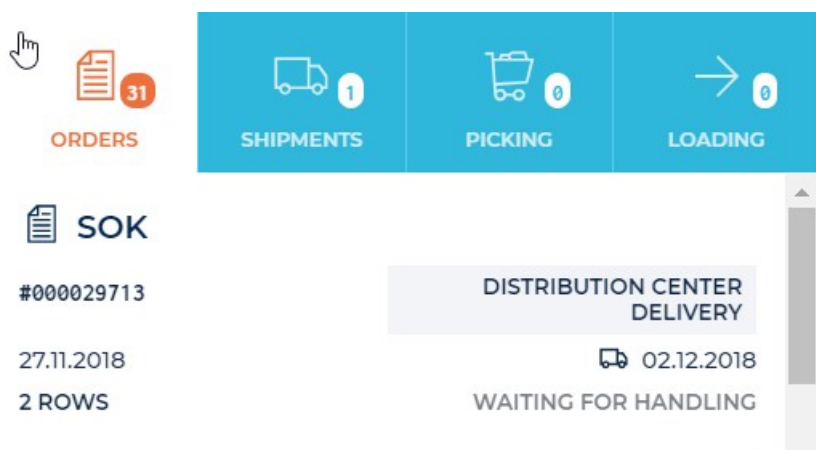 31
ORDERS
1
SHIPMENTS
0
PICKING
0
LOADING
SOK
#000029713
DISTRIBUTION CENTER
DELIVERY
27.11.2018
02.12.2018
2 ROWS
WAITING FOR HANDLING